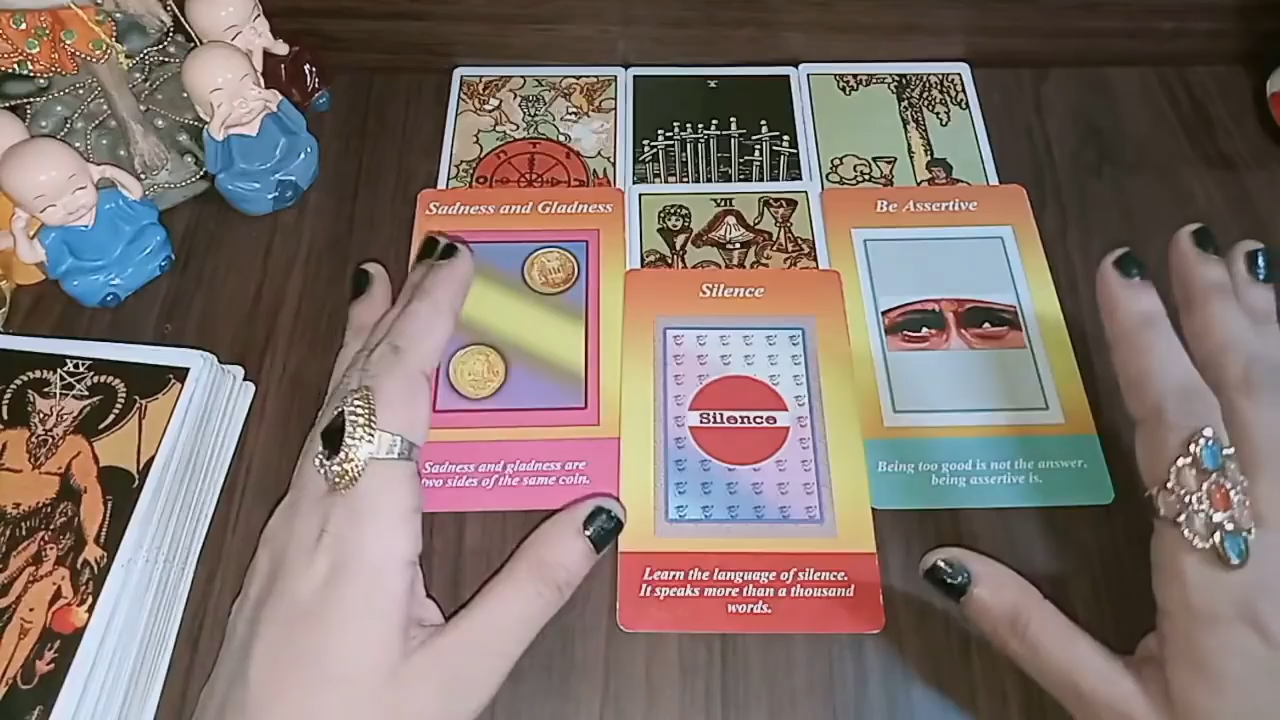 X
VII
XV
Sadness and Gladness
Sadness and gladness are
two sides of the same coin.
Silence
Silence
Learn the language of silence.
It speaks more than a thousand
words.
Be Assertive
Being too good is not the answer,
being assertive is.